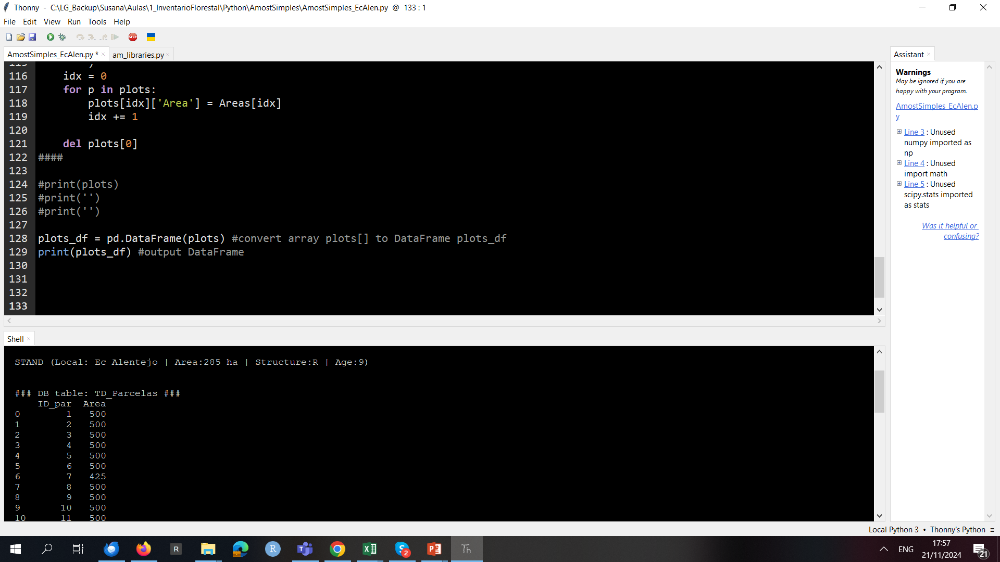 Thonny - C:\LG_Backup\Susana\Aulas\1_InventarioFlorestal\Python\AmostSimples\AmostSimples_EcAlen.py @ 133 : 1
File Edit View Run Tools Help
STOP
AmostSimples_EcAlen.py * × am_libraries.py ×
116     idx = 0
117     for p in plots:
118         plots[idx]['Area'] = Areas[idx]
119         idx += 1
120
121     del plots[0]
122 ####
123
124 #print(plots)
125 #print('')
126 #print('')
127
128 plots_df = pd.DataFrame(plots) #convert array plots[] to DataFrame plots_df
129 print(plots_df) #output DataFrame
130
131
132
133
Shell ×
STAND (Local: Ec Alentejo | Area:285 ha | Structure:R | Age:9)
### DB table: TD_Parcelas ###
    ID_par  Area
0        1   500
1        2   500
2        3   500
3        4   500
4        5   500
5        6   500
6        7   425
7        8   500
8        9   500
9       10   500
10      11   500
Assistant ×
Warnings
May be ignored if you are
happy with your program.
AmostSimples_EcAlen.p
y
Line 3 : Unused
numpy imported as
np
Line 4 : Unused
import math
Line 5 : Unused
scipy.stats imported
as stats
Was it helpful or
confusing?
Local Python 3 • Thonny's Python ≡
R
R
T
X
S 2
P
Th
ENG
17:57
21/11/2024
21